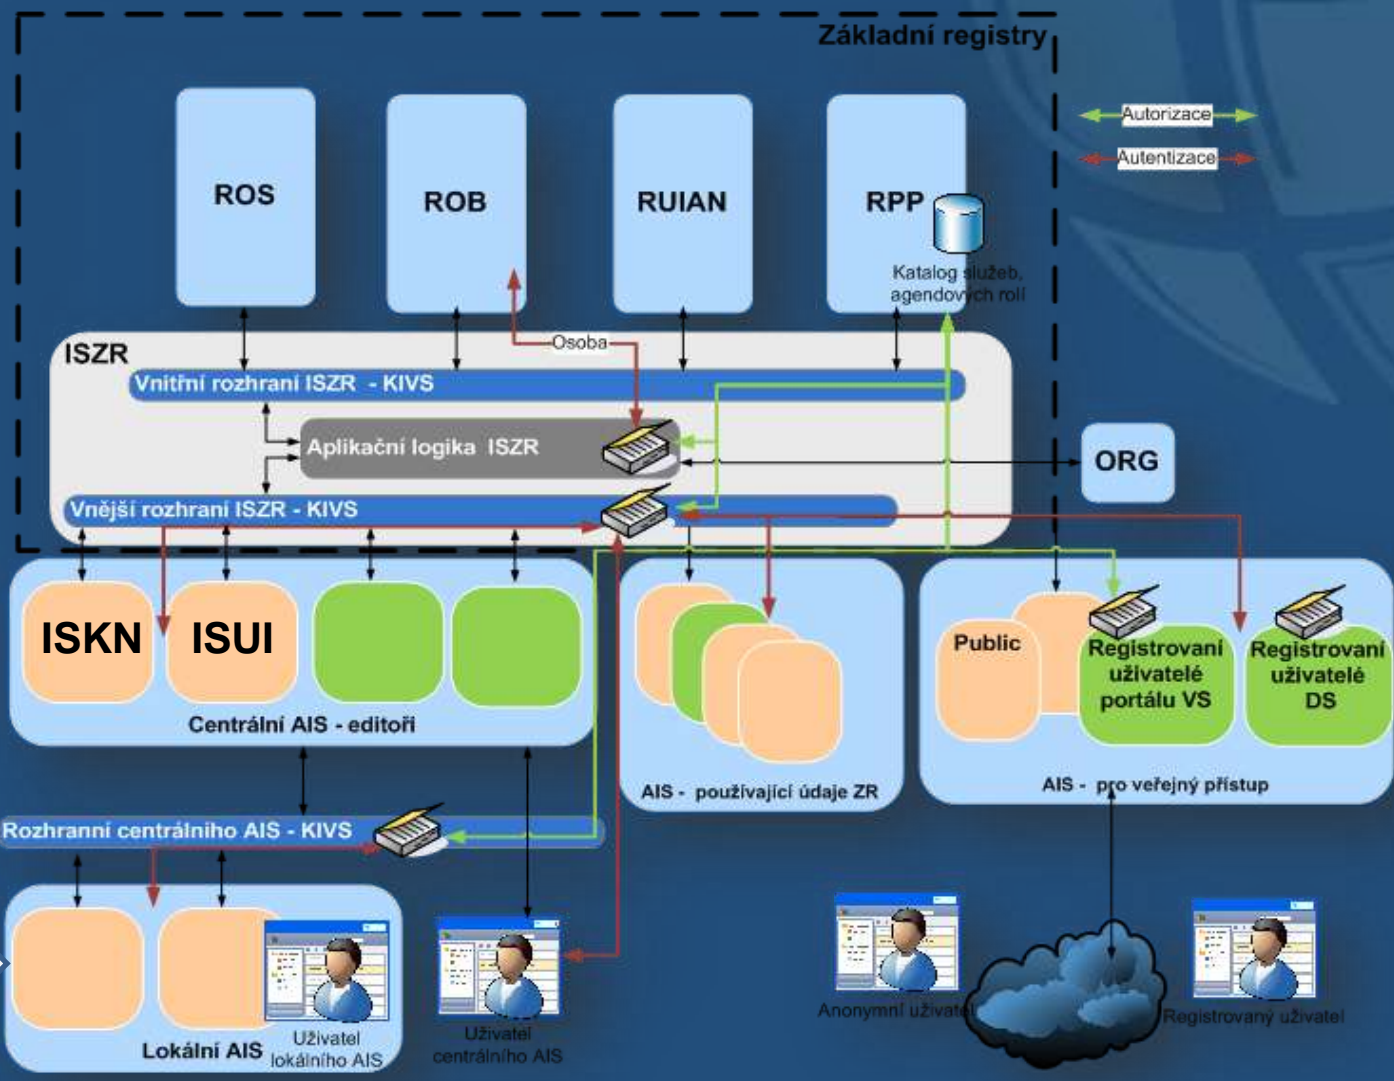 Základní registry
Autorizace
Autentizace
ROS
ROB
RUIAN
RPP
Katalog služeb,
agendových rolí
Osoba
ISZR
Vnitřní rozhraní ISZR - KIVS
Aplikační logika ISZR
ORG
Vnější rozhraní ISZR - KIVS
ISKN
ISUI
Centrální AIS - editoři
AIS - používající údaje ZR
Public
Registrovaní
uživatelé
portálu VS
Registrovaní
uživatelé
DS
AIS - pro veřejný přístup
Rozhranní centrálního AIS - KIVS
Lokální AIS
Uživatel
lokálního AIS
Uživatel
centrálního AIS
Anonymní uživatel
Registrovaný uživatel